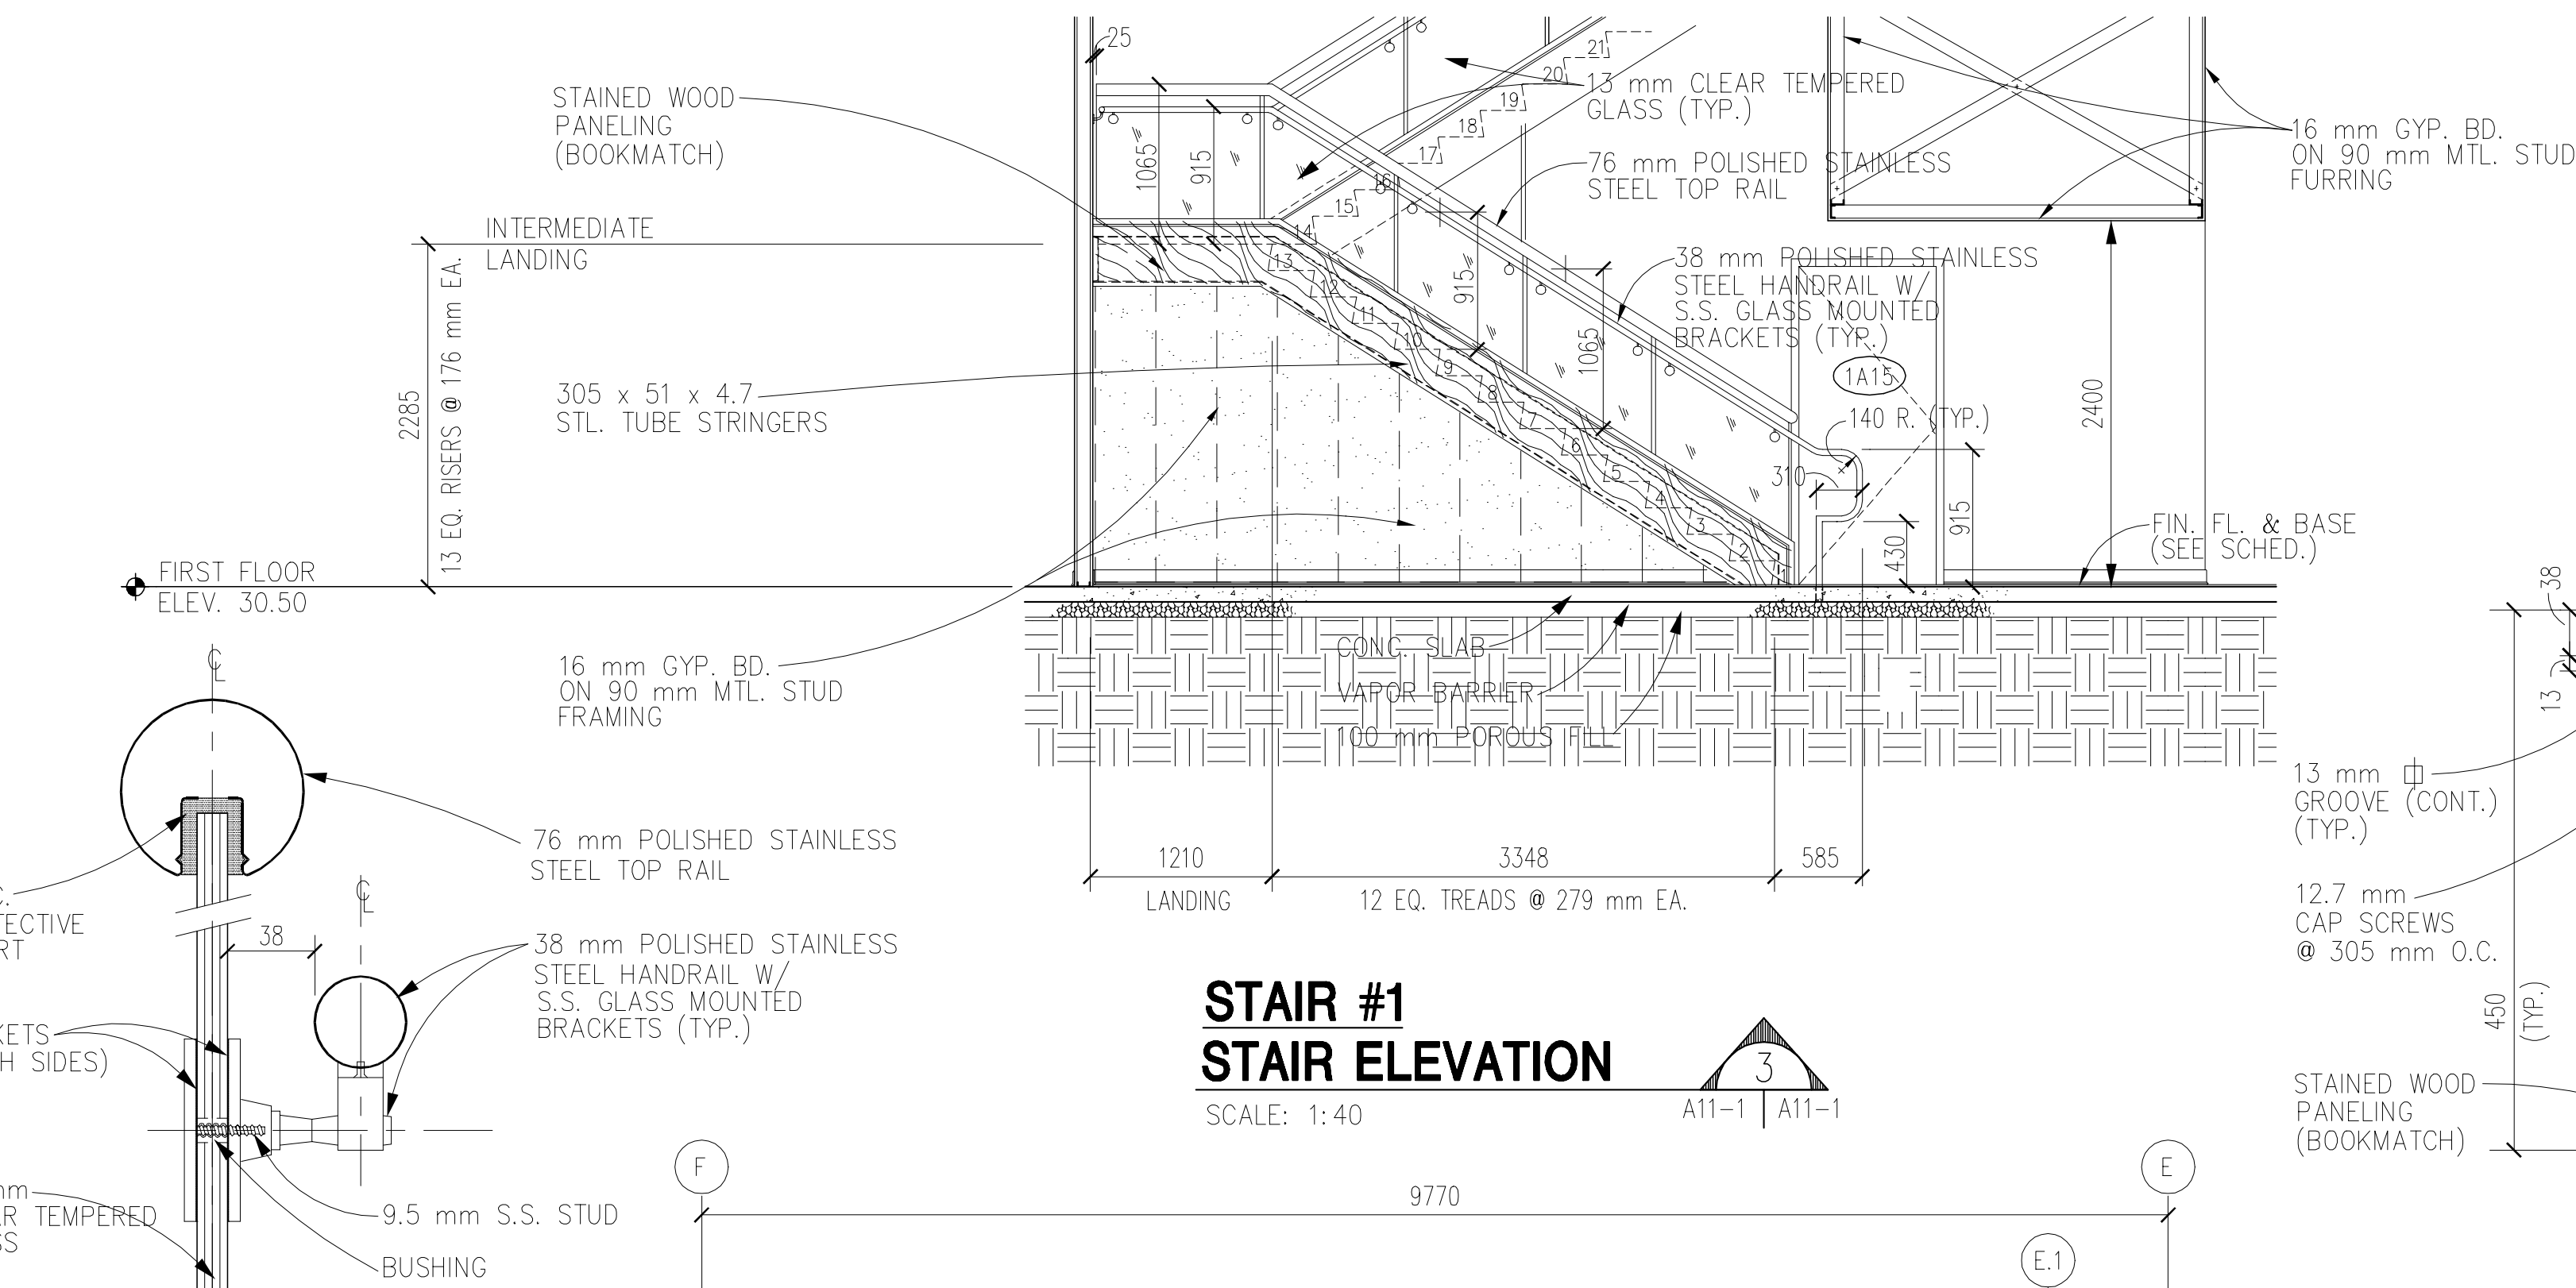 25
STAINED WOOD
PANELING
(BOOKMATCH)
1065
915
21
20
19
18
17
16
15
14
13
12
11
10
9
8
7
6
5
4
3
2
1
13 mm CLEAR TEMPERED
GLASS (TYP.)
76 mm POLISHED STAINLESS
STEEL TOP RAIL
16 mm GYP. BD.
ON 90 mm MTL. STUD
FURRING
INTERMEDIATE
LANDING
38 mm POLISHED STAINLESS
STEEL HANDRAIL W/
S.S. GLASS MOUNTED
BRACKETS (TYP.)
915
1065
1A15
140 R. (TYP.)
310
430
915
2400
2285
13 EQ. RISERS @ 176 mm EA.
305 x 51 x 4.7
STL. TUBE STRINGERS
FIN. FL. & BASE
(SEE SCHED.)
FIRST FLOOR
ELEV. 30.50
16 mm GYP. BD.
ON 90 mm MTL. STUD
FRAMING
CONC. SLAB
VAPOR BARRIER
100 mm POROUS FILL
1210
LANDING
3348
12 EQ. TREADS @ 279 mm EA.
585
STAIR #1
STAIR ELEVATION
SCALE: 1:40
3
A11-1
A11-1
CL
76 mm POLISHED STAINLESS
STEEL TOP RAIL
C.
TECTIVE
RT
38
CL
38 mm POLISHED STAINLESS
STEEL HANDRAIL W/
S.S. GLASS MOUNTED
BRACKETS (TYP.)
KETS
H SIDES)
mm
R TEMPERED
SS
9.5 mm S.S. STUD
BUSHING
F
9770
E
E.1
38
13
13 mm
GROOVE (CONT.)
(TYP.)
12.7 mm
CAP SCREWS
@ 305 mm O.C.
450
(TYP.)
STAINED WOOD
PANELING
(BOOKMATCH)